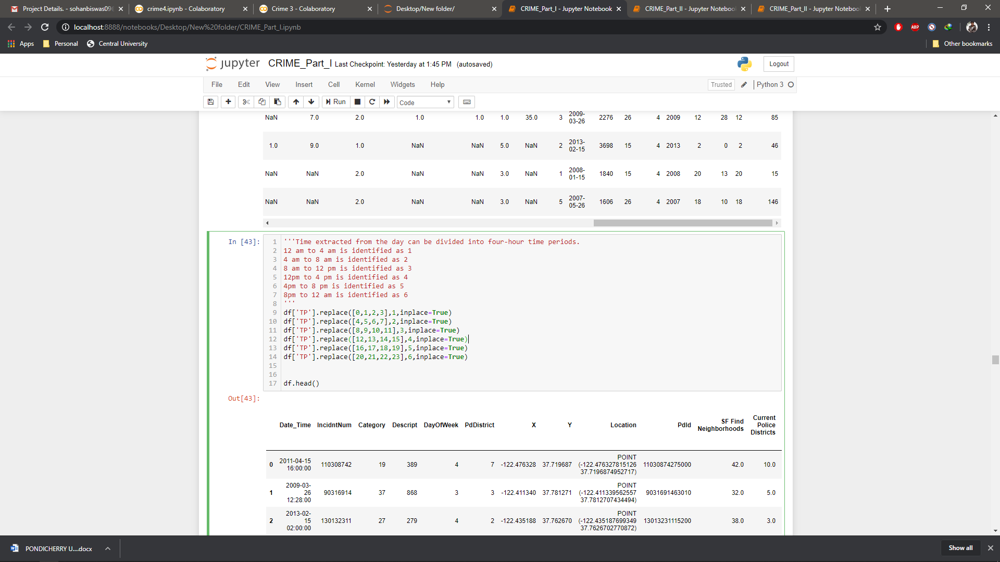 Project Details. - sohanbiswas09
crime4.ipynb - Colaboratory
Crime 3 - Colaboratory
Desktop/New folder/
CRIME_Part_I - Jupyter Notebook
CRIME_Part_II - Jupyter Noteboo
CRIME_Part_II - Jupyter Noteboo
localhost:8888/notebooks/Desktop/New%20folder/CRIME_Part_I.ipynb
ABP
Apps Personal Central University Other bookmarks
jupyter CRIME_Part_I Last Checkpoint: Yesterday at 1:45 PM (autosaved) Logout
File Edit View Insert Cell Kernel Widgets Help Trusted Python 3
Run Code
NaN 7.0 2.0 1.0 1.0 1.0 35.0 3 2009-03-26 2276 26 4 2009 12 28 12 85
1.0 9.0 1.0 NaN NaN 5.0 NaN 2 2013-02-15 3698 15 4 2013 2 0 2 46
NaN NaN 2.0 NaN NaN 3.0 NaN 1 2008-01-15 1840 15 4 2008 20 13 20 15
NaN NaN 2.0 NaN NaN 3.0 NaN 5 2007-05-26 1606 26 4 2007 18 10 18 146
In [43]:
1 '''Time extracted from the day can be divided into four-hour time periods.
2 12 am to 4 am is identified as 1
3 4 am to 8 am is identified as 2
4 8 am to 12 pm is identified as 3
5 12pm to 4 pm is identified as 4
6 4pm to 8 pm is identified as 5
7 8pm to 12 am is identified as 6
8 '''
9 df['TP'].replace([0,1,2,3],1,inplace=True)
10 df['TP'].replace([4,5,6,7],2,inplace=True)
11 df['TP'].replace([8,9,10,11],3,inplace=True)
12 df['TP'].replace([12,13,14,15],4,inplace=True)
13 df['TP'].replace([16,17,18,19],5,inplace=True)
14 df['TP'].replace([20,21,22,23],6,inplace=True)
15
16
17 df.head()
Out[43]:
Date_Time IncidntNum Category Descript DayOfWeek PdDistrict X Y Location PdId SF Find Neighborhoods Current Police Districts
0 2011-04-15 16:00:00 110308742 19 389 4 7 -122.476328 37.719687 POINT (-122.476327815126 37.7196874952717) 11030874275000 42.0 10.0
1 2009-03-26 12:28:00 90316914 37 868 3 3 -122.411340 37.781271 POINT (-122.411339562557 37.7812707434494) 9031691463010 32.0 5.0
2 2013-02-15 02:00:00 130132311 27 279 4 2 -122.435188 37.762670 POINT (-122.435187699349 37.7626702770872) 13013231115200 38.0 3.0
PONDICHERRY U....docx
Show all